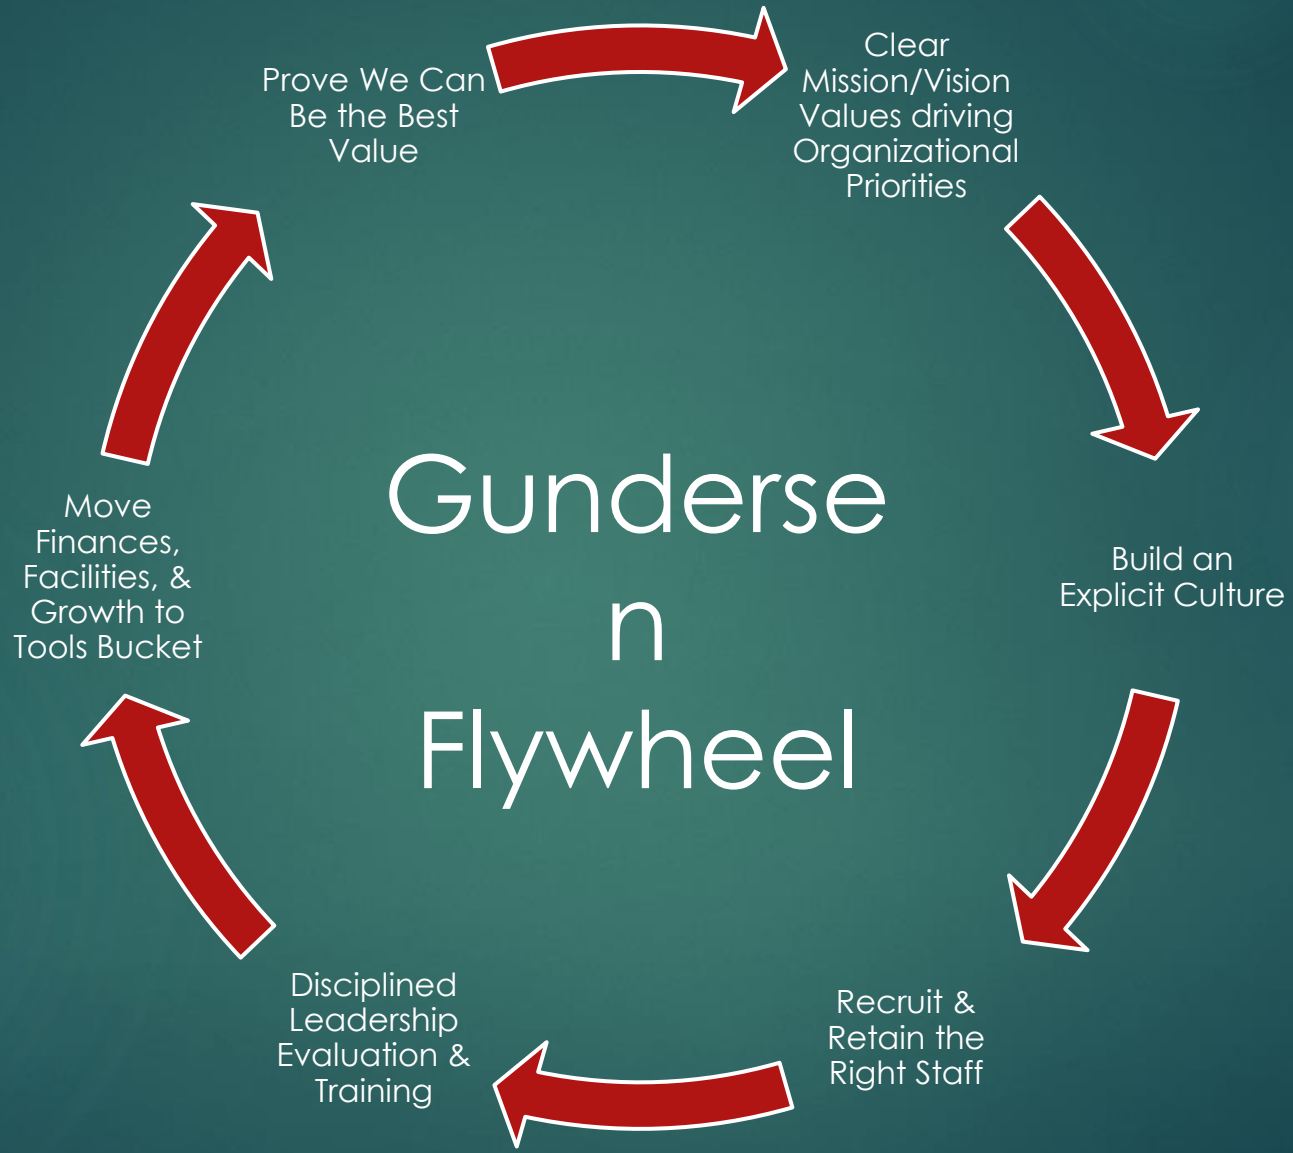 Prove We Can
Be the Best
Value
Clear
Mission/Vision
Values driving
Organizational
Priorities
Build an
Explicit Culture
Recruit &
Retain the
Right Staff
Disciplined
Leadership
Evaluation &
Training
Move
Finances,
Facilities, &
Growth to
Tools Bucket
Gunderse
n
Flywheel